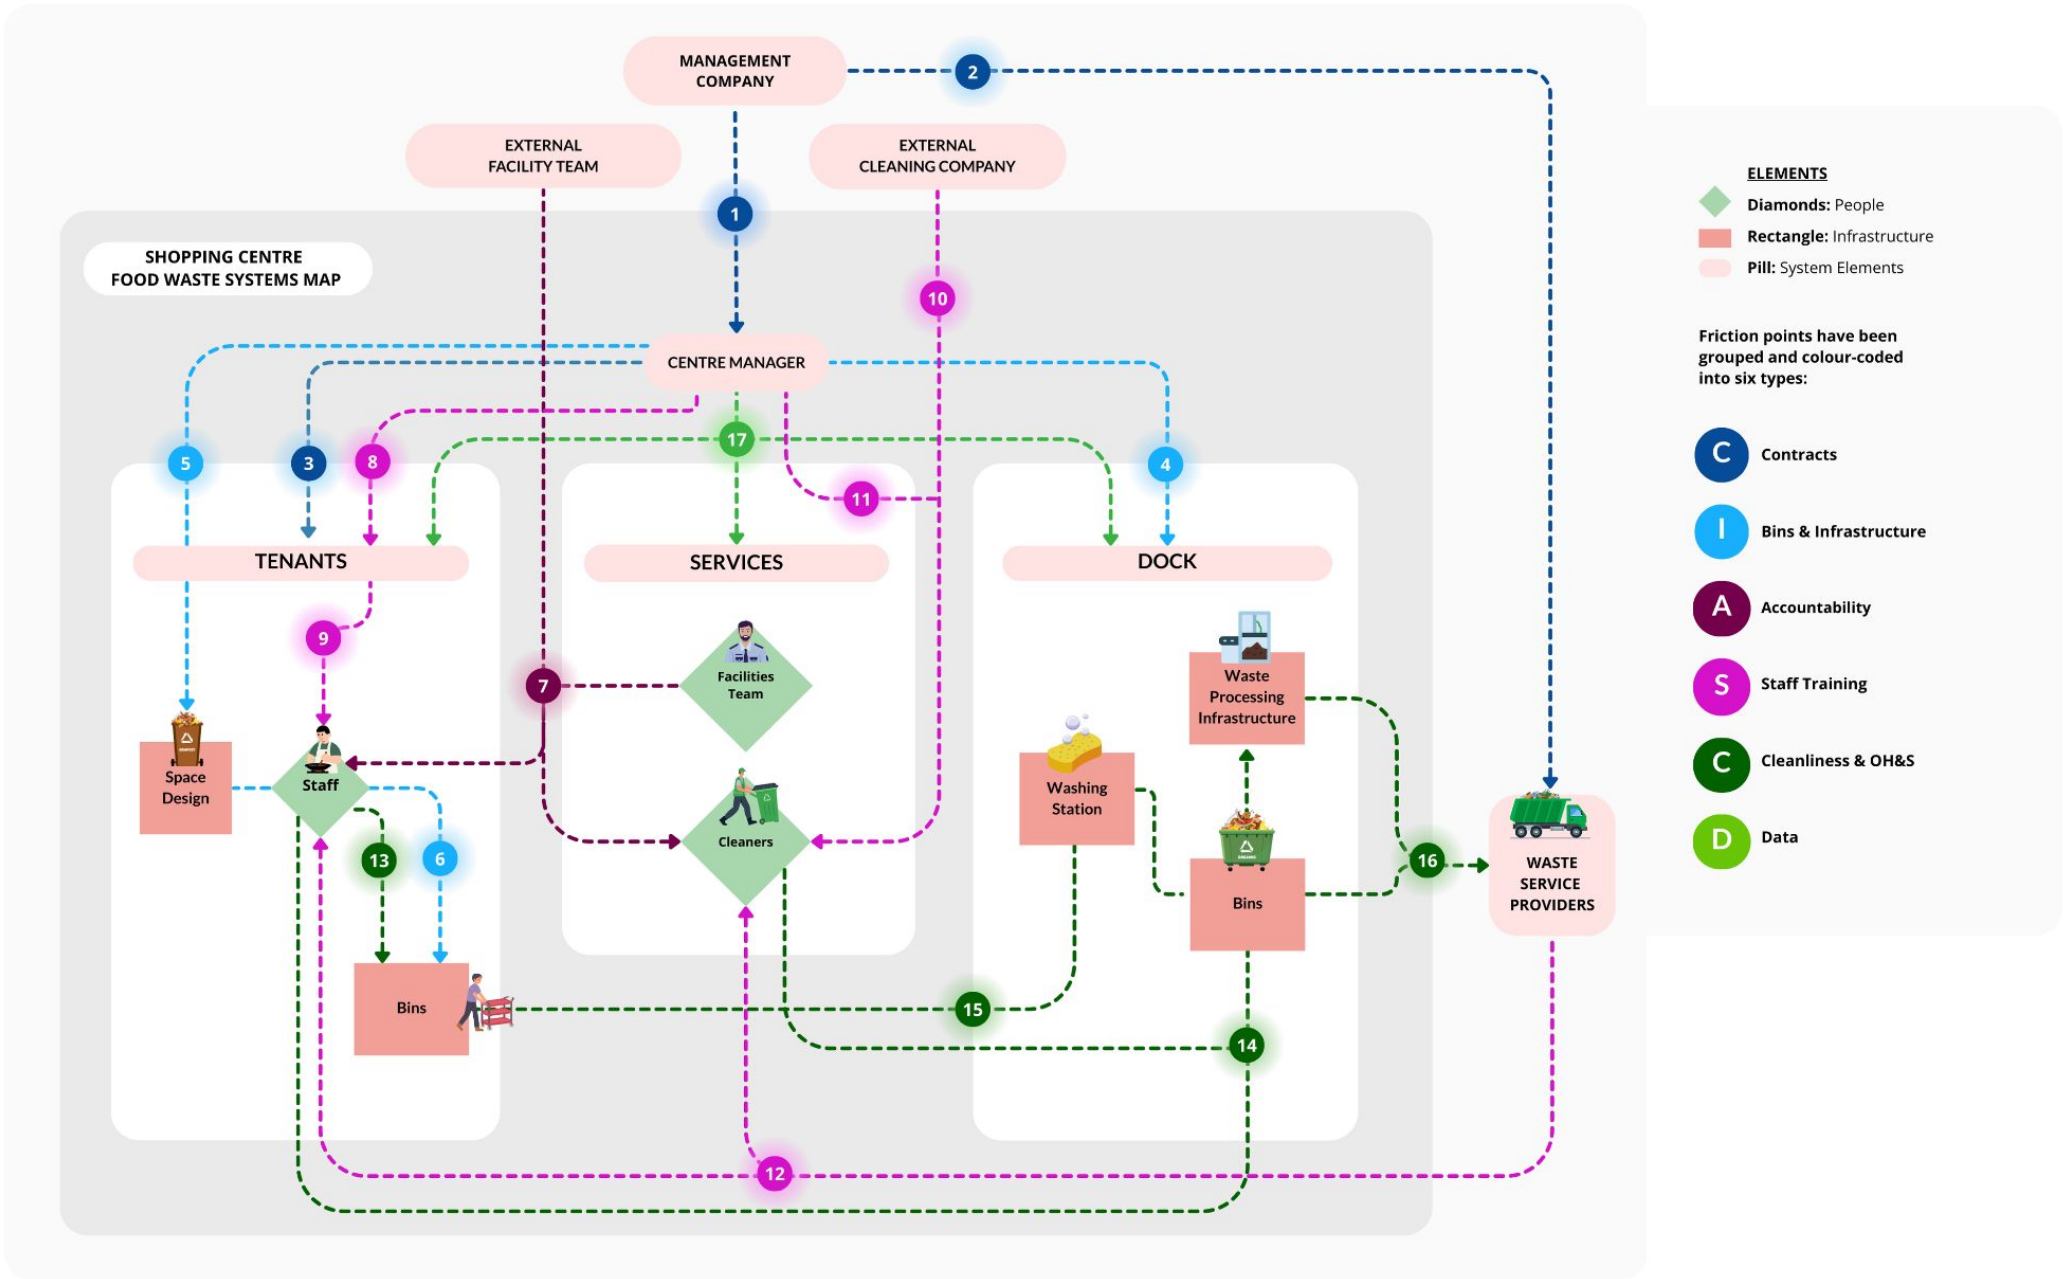 MANAGEMENT
COMPANY
2
EXTERNAL
FACILITY TEAM
EXTERNAL
CLEANING COMPANY
1
SHOPPING CENTRE
FOOD WASTE SYSTEMS MAP
10
CENTRE MANAGER
17
5
3
8
4
11
TENANTS
SERVICES
DOCK
9
7
Facilities
Team
Waste
Processing
Infrastructure
Space
Design
Staff
Washing
Station
Cleaners
13
6
Bins
16
WASTE
SERVICE
PROVIDERS
Bins
15
14
12
ELEMENTS
Diamonds: People
Rectangle: Infrastructure
Pill: System Elements
Friction points have been
grouped and colour-coded
into six types:
C Contracts
I Bins & Infrastructure
A Accountability
S Staff Training
C Cleanliness & OH&S
D Data